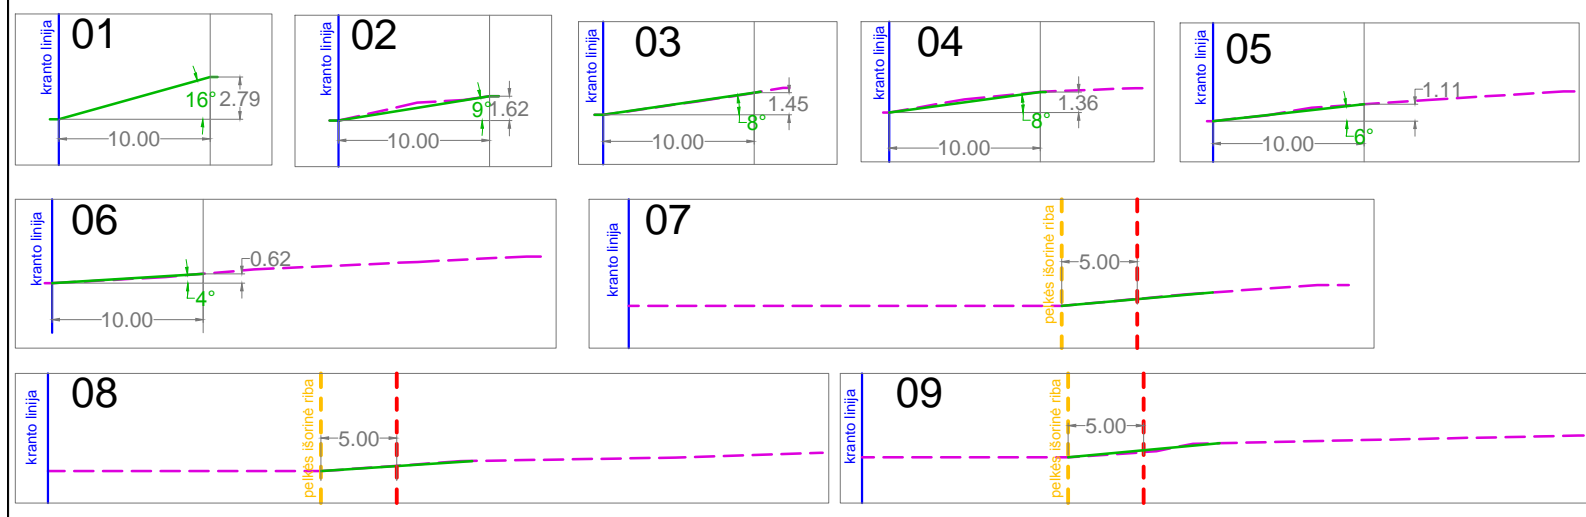 01
kranto linija
16°
2.79
10.00
02
kranto linija
9°
1.62
10.00
03
kranto linija
1.45
8°
10.00
04
kranto linija
1.36
8°
10.00
05
kranto linija
1.11
6°
10.00
06
kranto linija
0.62
4°
10.00
07
kranto linija
pelkės išorinė riba
5.00
08
kranto linija
pelkės išorinė riba
5.00
09
kranto linija
pelkės išorinė riba
5.00